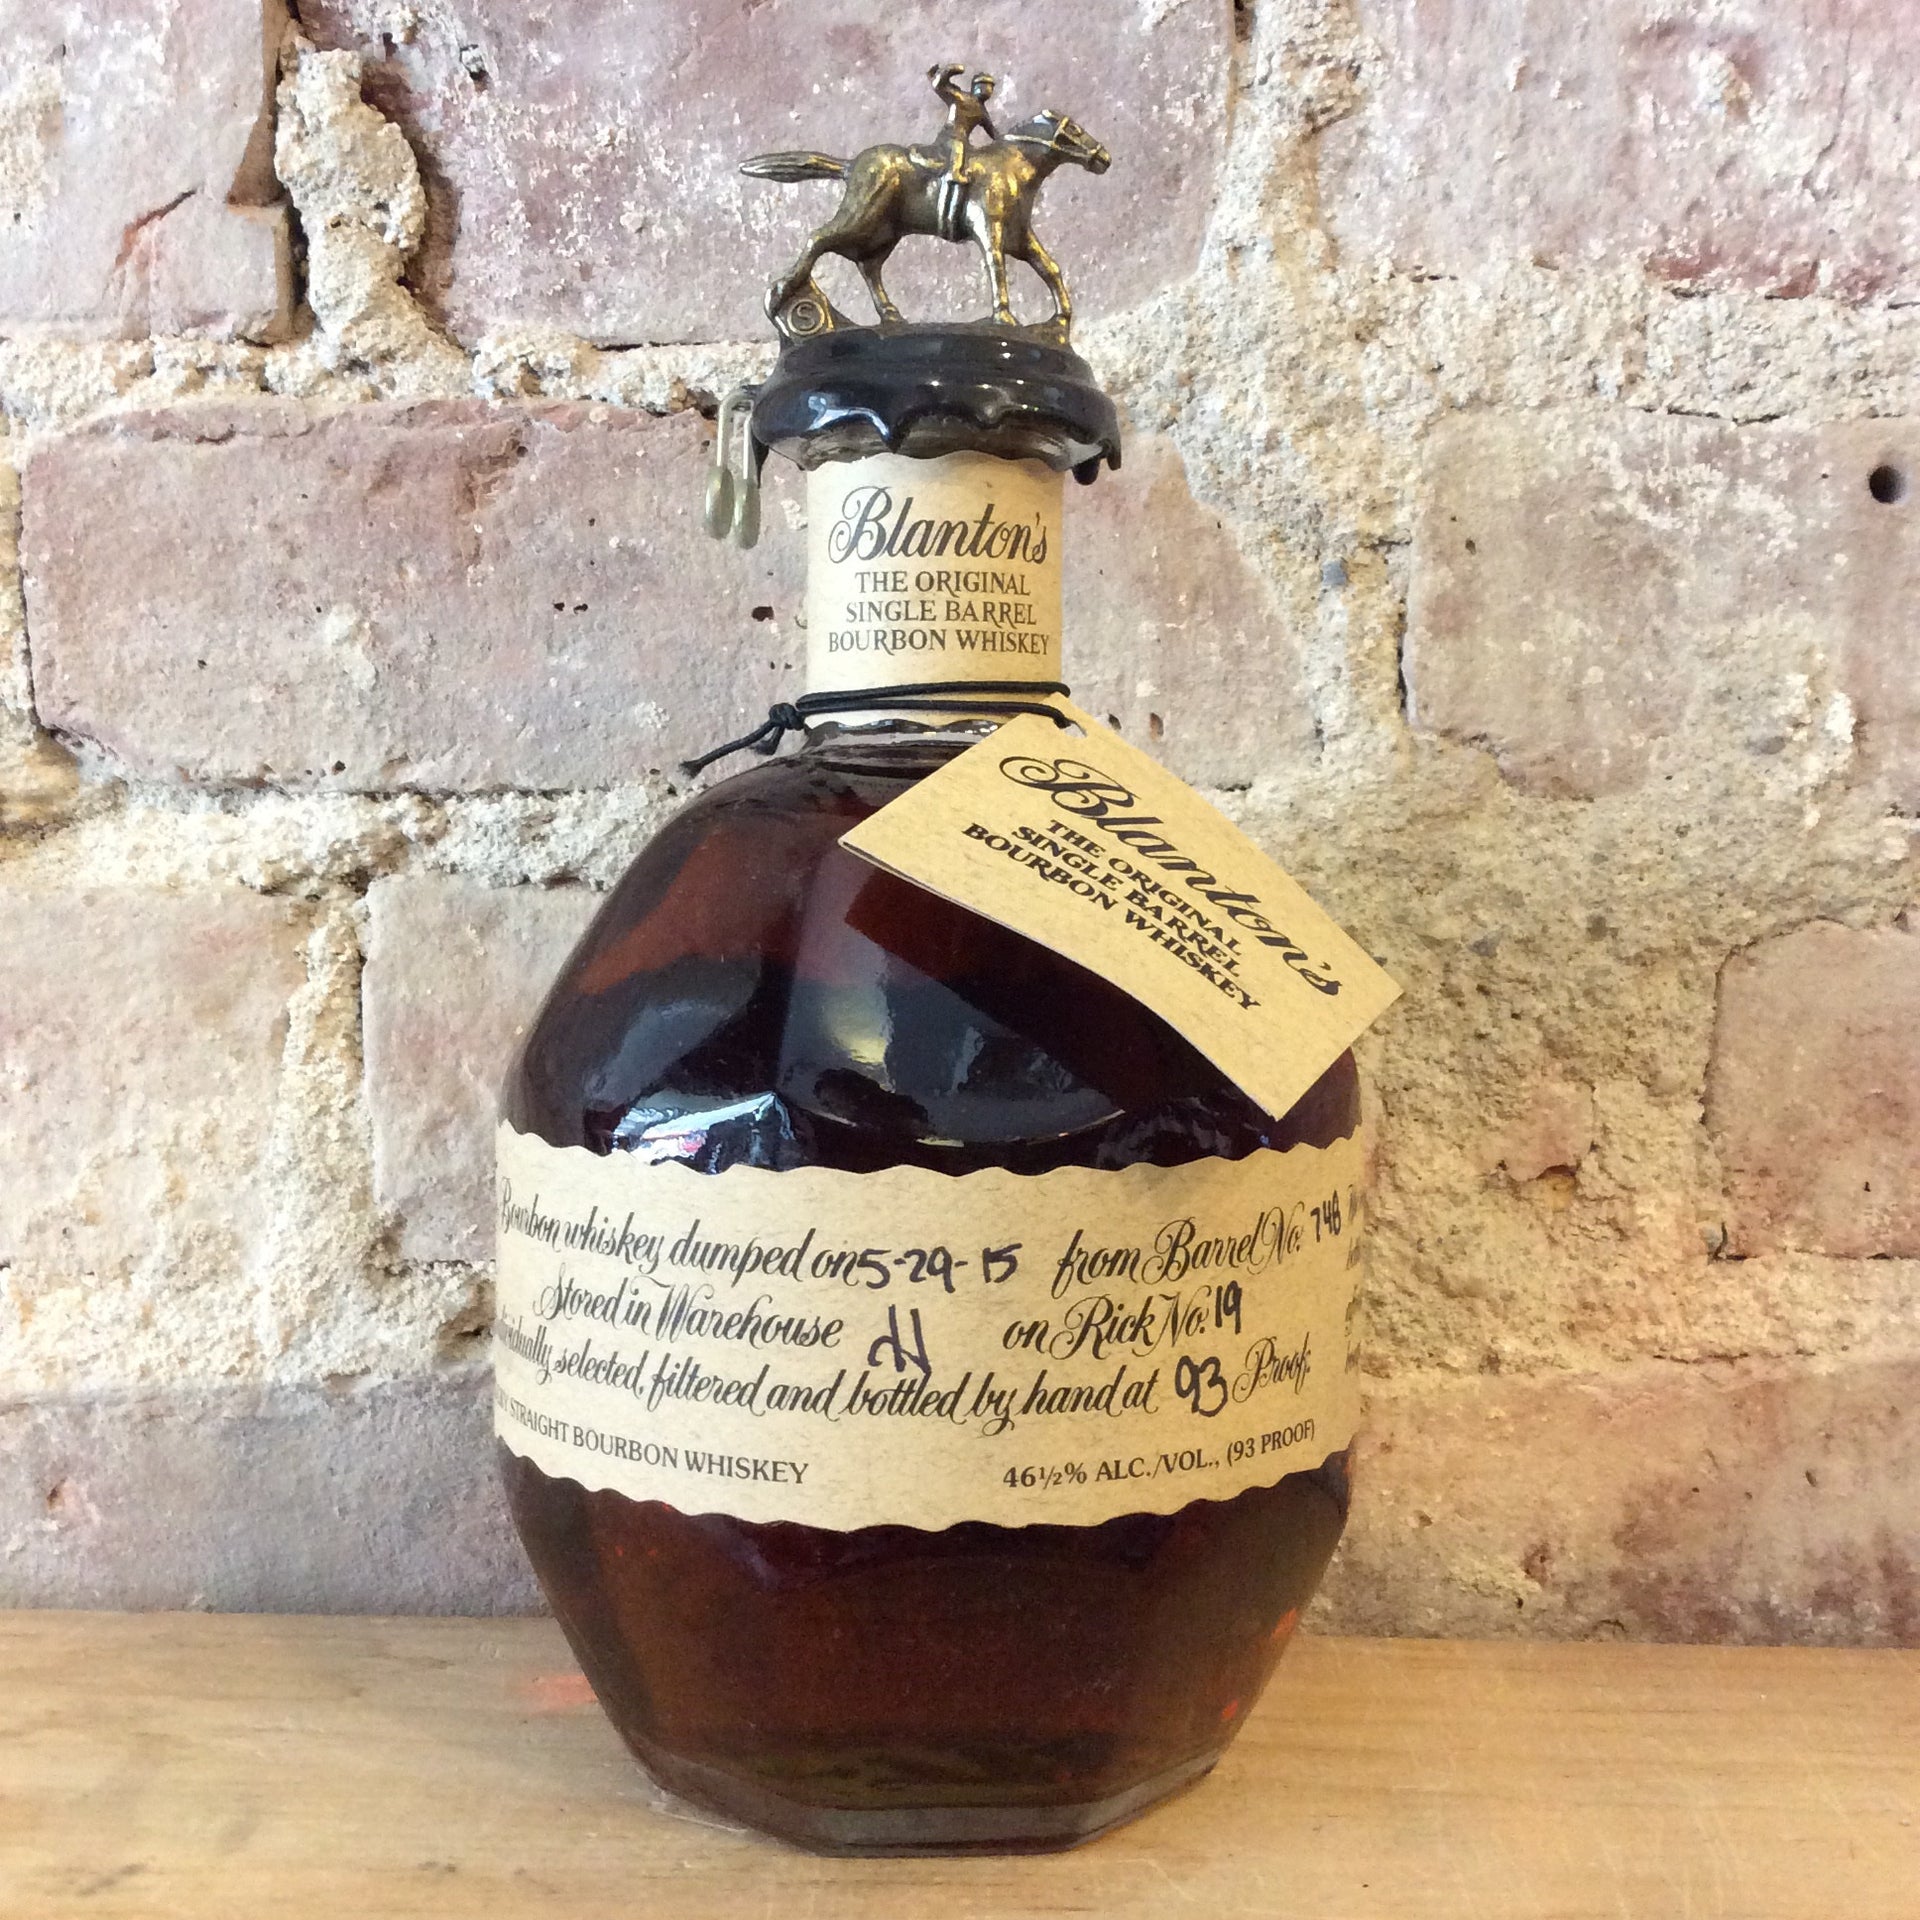 S
Blanton's
THE ORIGINAL
SINGLE BARREL
BOURBON WHISKEY
Blanton's
THE ORIGINAL
SINGLE BARREL
BOURBON WHISKEY
Bourbon whiskey dumped on 5-29-15 from Barrel No. 748
Stored in Warehouse H on Rick No. 19
selected, filtered and bottled by hand at 93 Proof.
STRAIGHT BOURBON WHISKEY 46½% ALC./VOL., (93 PROOF)